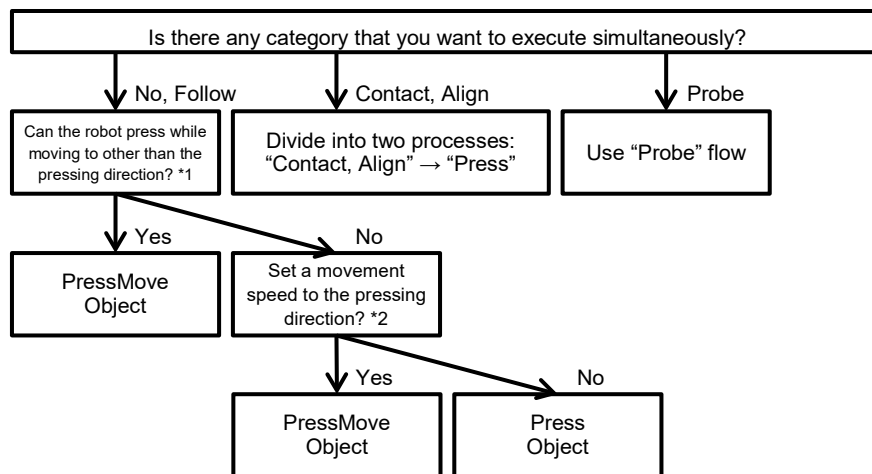 Is there any category that you want to execute simultaneously?
No, Follow
Contact, Align
Probe
Can the robot press while
moving to other than the
pressing direction? *1
Divide into two processes:
“Contact, Align” → “Press”
Use “Probe” flow
Yes
No
PressMove
Object
Set a movement
speed to the pressing
direction? *2
Yes
No
PressMove
Object
Press
Object